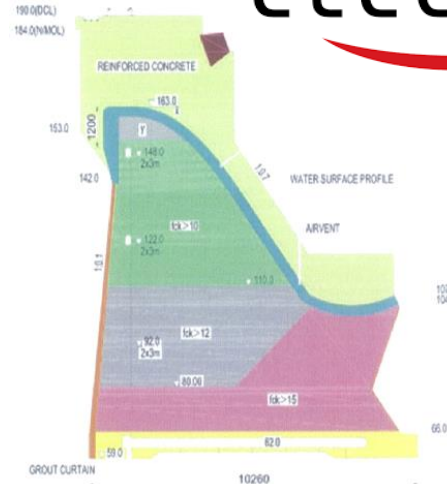 190.0(DCL)
184.0(N/MOL)
REINFORCED CONCRETE
163.0
153.0
1200
Y
148.0
2x3m
1:0.7
142.0
WATER SURFACE PROFILE
fck>10
AIRVENT
122.0
2x3m
1:0.1
110.0
fck>12
92.0
2x3m
80.00
fck>15
66.0
62.0
59.0
GROUT CURTAIN
10260